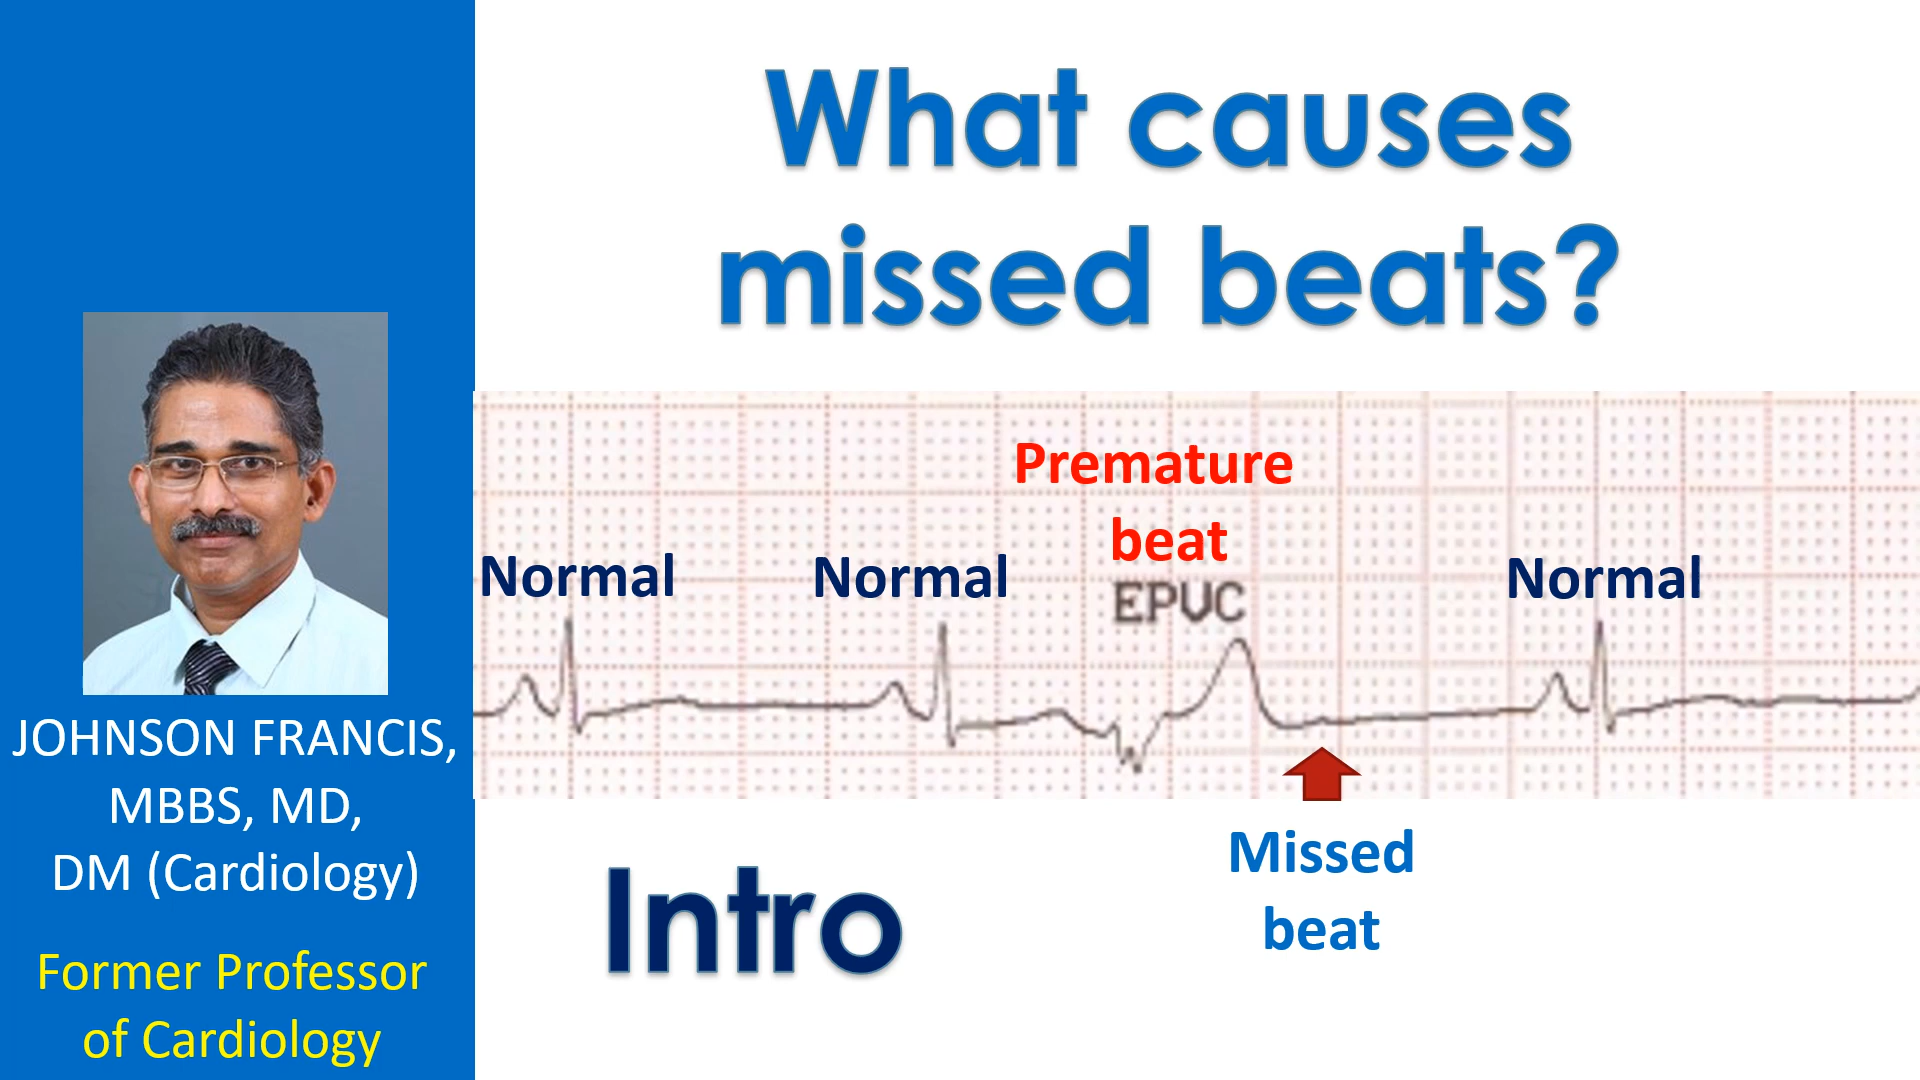 What causes
missed beats?
Premature
beat
Normal
Normal
EPVC
Normal
Missed
beat
Intro
JOHNSON FRANCIS,
MBBS, MD,
DM (Cardiology)
Former Professor
of Cardiology